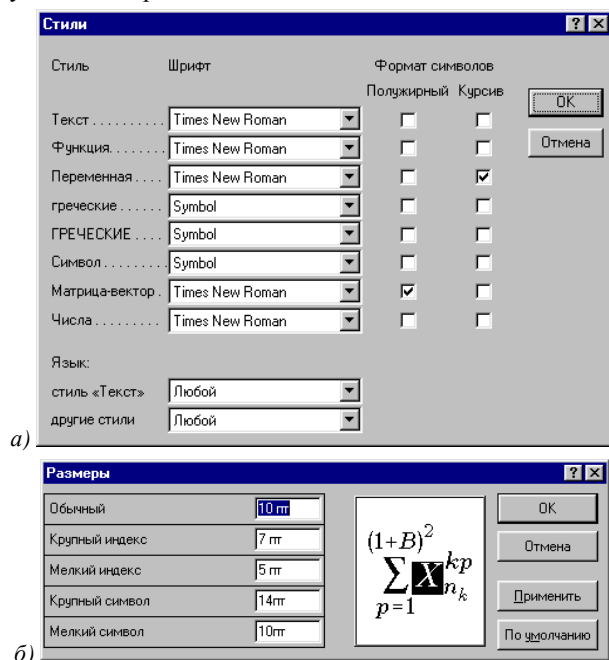 Стили
Стиль Шрифт Формат символов
Полужирный Курсив
OK
Текст . . . . . . . . . . Times New Roman
Отмена
Функция. . . . . . . . Times New Roman
Переменная . . . . Times New Roman
греческие . . . . . . Symbol
ГРЕЧЕСКИЕ . . . . Symbol
Символ . . . . . . . . . Symbol
Матрица-вектор . Times New Roman
Числа . . . . . . . . . Times New Roman
Язык:
стиль «Текст» Любой
другие стили Любой
а)
Размеры
Обычный 10 пт
OK
Крупный индекс 7 пт
Отмена
Мелкий индекс 5 пт
Крупный символ 14пт
Применить
Мелкий символ 10пт
По умолчанию
(1+B)2
∑ X kp nk
p=1
б)